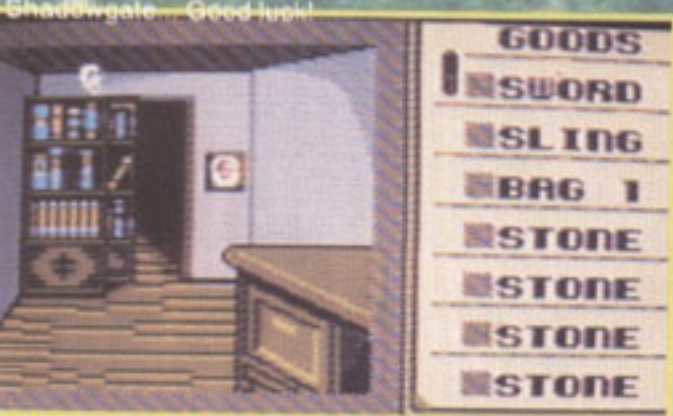 Shadowgate... Good luck!
GOODS
SWORD
SLING
BAG 1
STONE
STONE
STONE
STONE